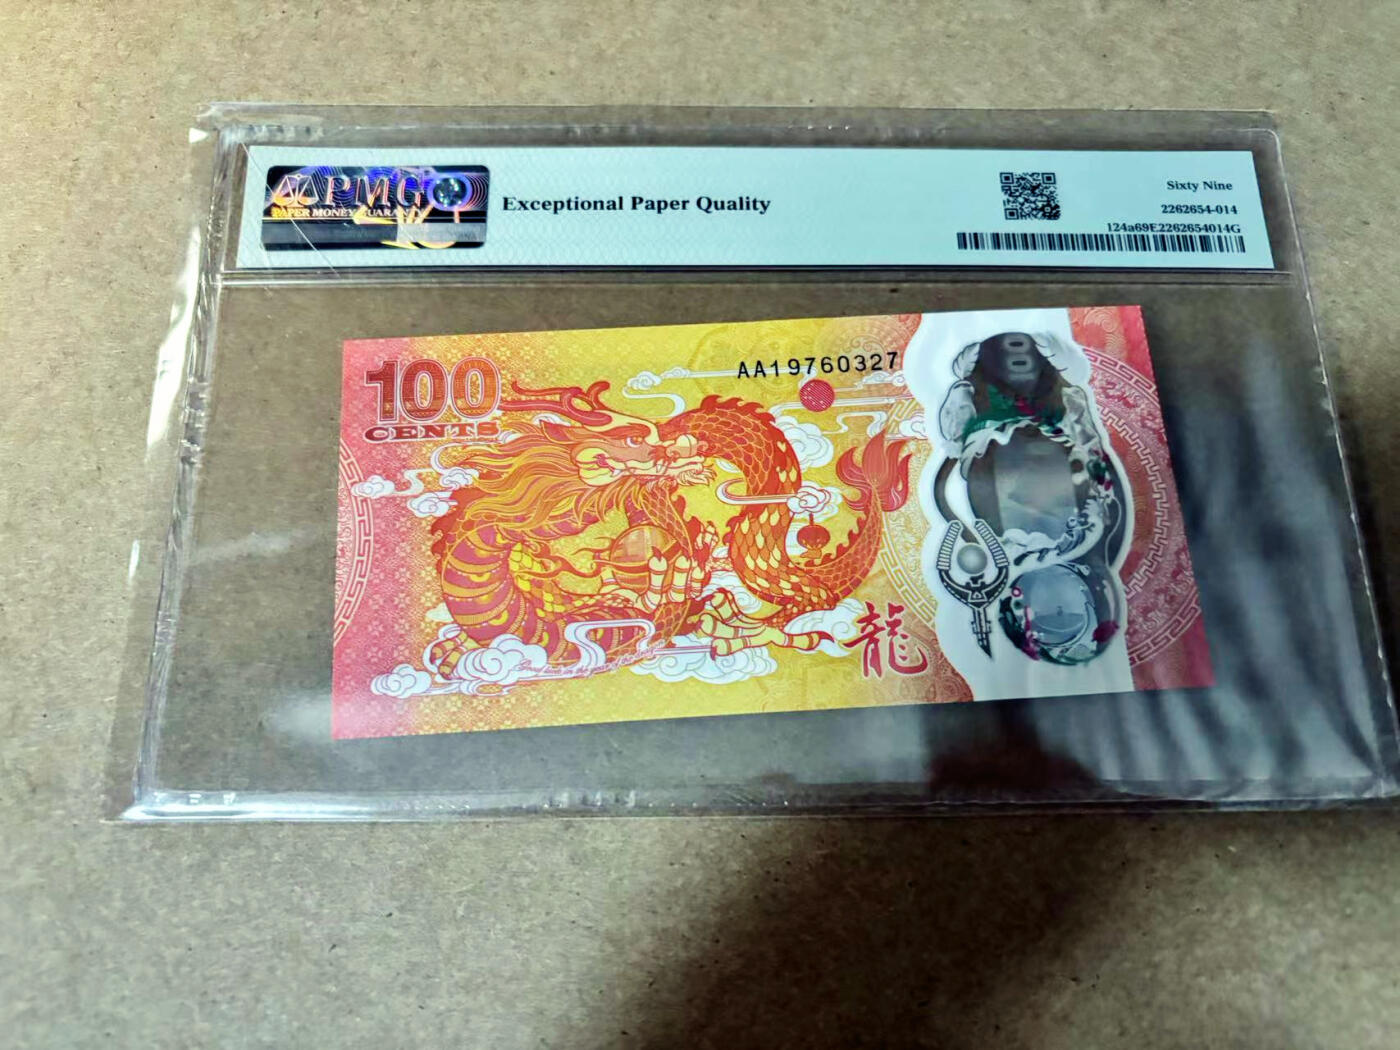 PMG
PAPER MONEY GUARANTY
Exceptional Paper Quality
Sixty Nine
2262654-014
124a69E2262654014G
100
CENTS
AA19760327
龍